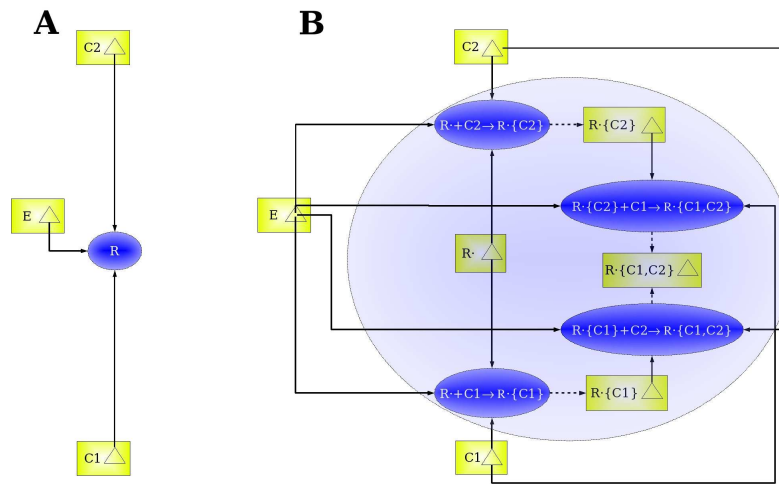 A
B
C2
E
R
C1
C2
R·+C2→R·{C2}
R·{C2}
E
R·{C2}+C1→R·{C1,C2}
R·
R·{C1,C2}
R·{C1}+C2→R·{C1,C2}
R·+C1→R·{C1}
R·{C1}
C1